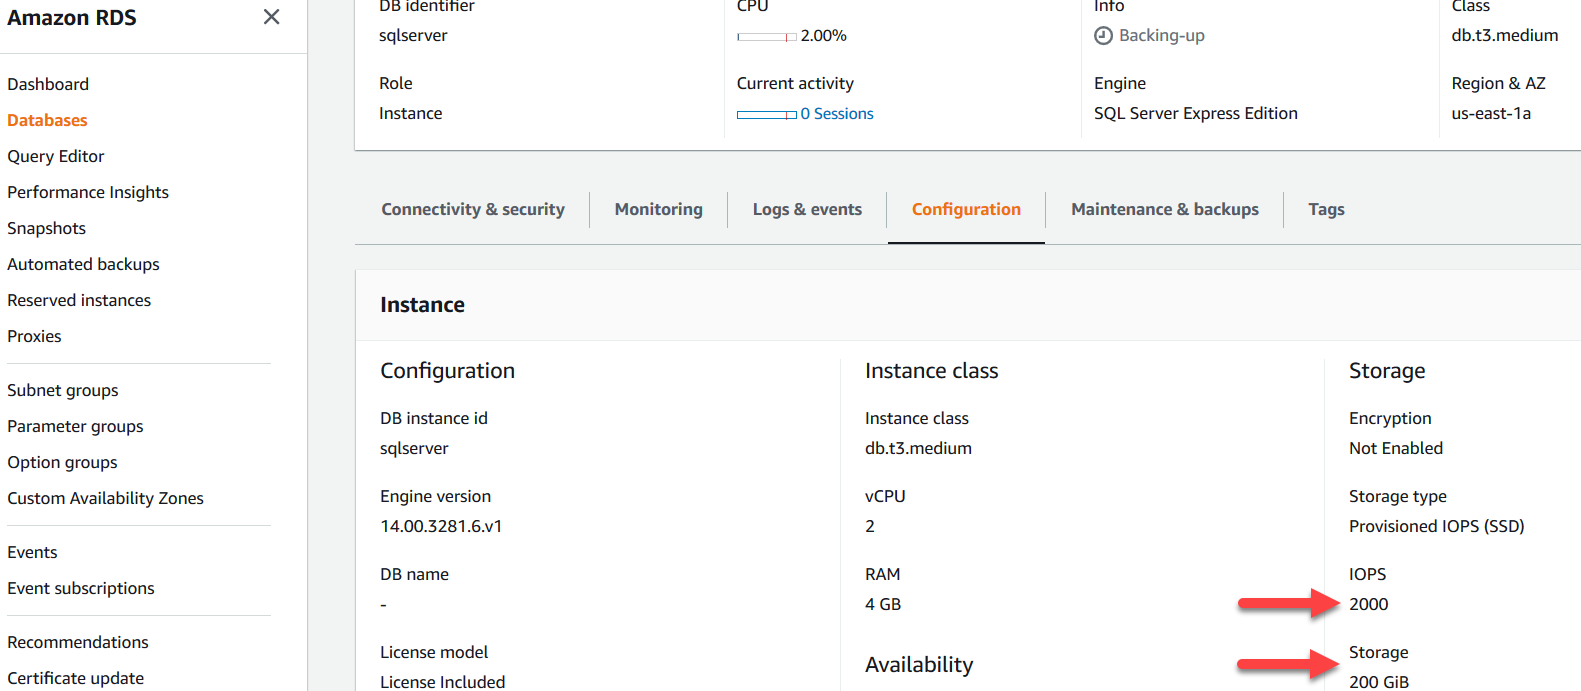 Amazon RDS
Dashboard
Databases
Query Editor
Performance Insights
Snapshots
Automated backups
Reserved instances
Proxies
Subnet groups
Parameter groups
Option groups
Custom Availability Zones
Events
Event subscriptions
Recommendations
Certificate update
DB identifier
sqlserver
Role
Instance
CPU
2.00%
Current activity
0 Sessions
Info
Backing-up
Engine
SQL Server Express Edition
Class
db.t3.medium
Region & AZ
us-east-1a
Connectivity & security
Monitoring
Logs & events
Configuration
Maintenance & backups
Tags
Instance
Configuration
DB instance id
sqlserver
Engine version
14.00.3281.6.v1
DB name
-
License model
License Included
Instance class
Instance class
db.t3.medium
vCPU
2
RAM
4 GB
Availability
Storage
Encryption
Not Enabled
Storage type
Provisioned IOPS (SSD)
IOPS
2000
Storage
200 GiB